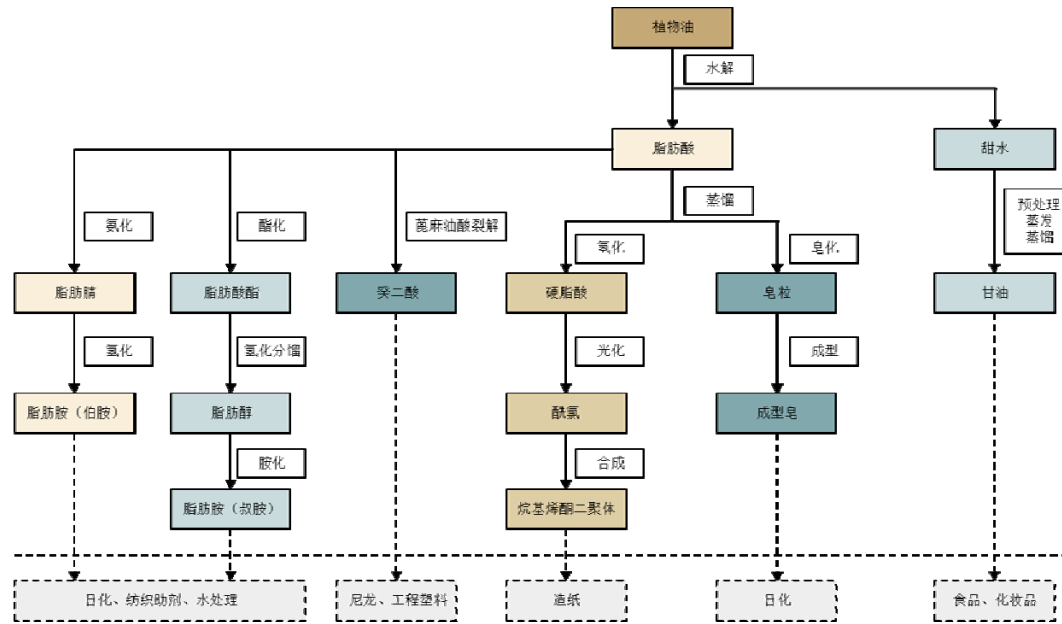 植物油
水解
脂肪酸
甜水
蒸馏
预处理
蒸发
蒸馏
氨化
酯化
蓖麻油酸裂解
氢化
皂化
脂肪腈
脂肪酸酯
癸二酸
硬脂酸
皂粒
甘油
氢化
氢化分馏
光化
成型
脂肪胺（伯胺）
脂肪醇
酰氯
成型皂
胺化
合成
脂肪胺（叔胺）
烷基烯酮二聚体
日化、纺织助剂、水处理
尼龙、工程塑料
造纸
日化
食品、化妆品